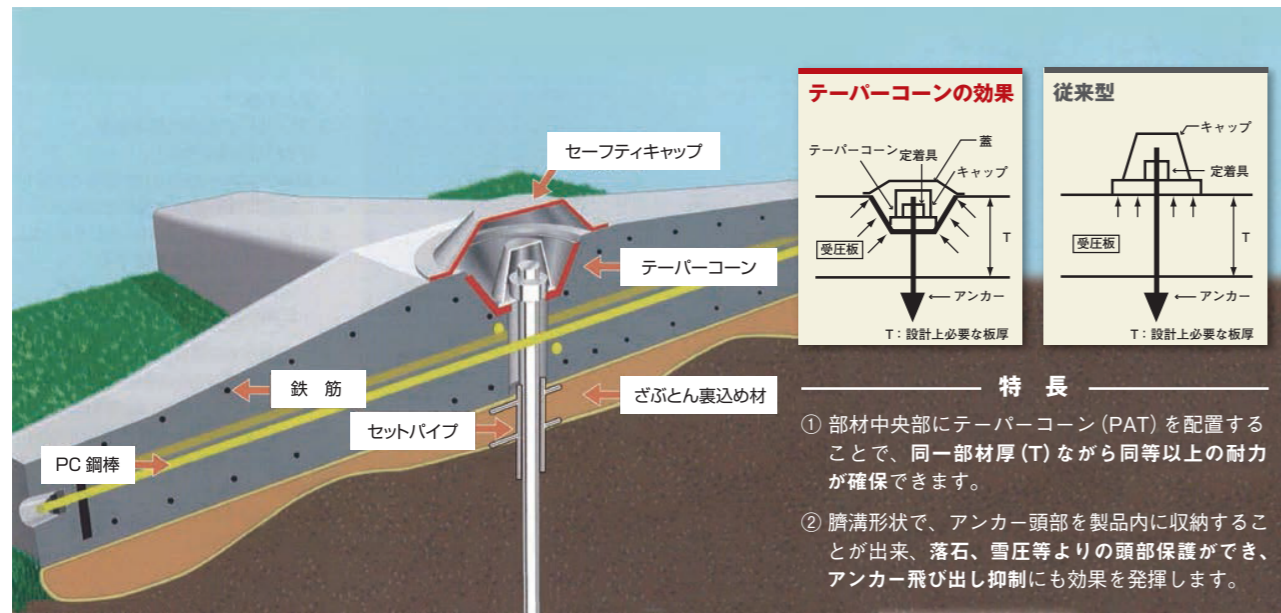 セーフティキャップ
テーパーコーン
鉄 筋
ざぶとん裏込め材
セットパイプ
PC 鋼棒
テーパーコーンの効果
テーパーコーン
定着具
蓋
キャップ
受圧板
T
アンカー
T：設計上必要な板厚
従来型
キャップ
定着具
受圧板
T
アンカー
T：設計上必要な板厚
特 長
① 部材中央部にテーパーコーン（PAT）を配置する
ことで、同一部材厚（T）ながら同等以上の耐力
が確保できます。
② 臍溝形状で、アンカー頭部を製品内に収納するこ
とが出来、落石、雪圧等よりの頭部保護ができ、
アンカー飛び出し抑制にも効果を発揮します。